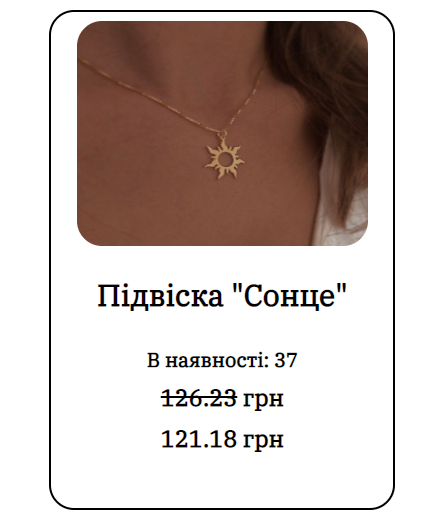 Підвіска "Сонце"
В наявності: 37
126.23 грн
121.18 грн